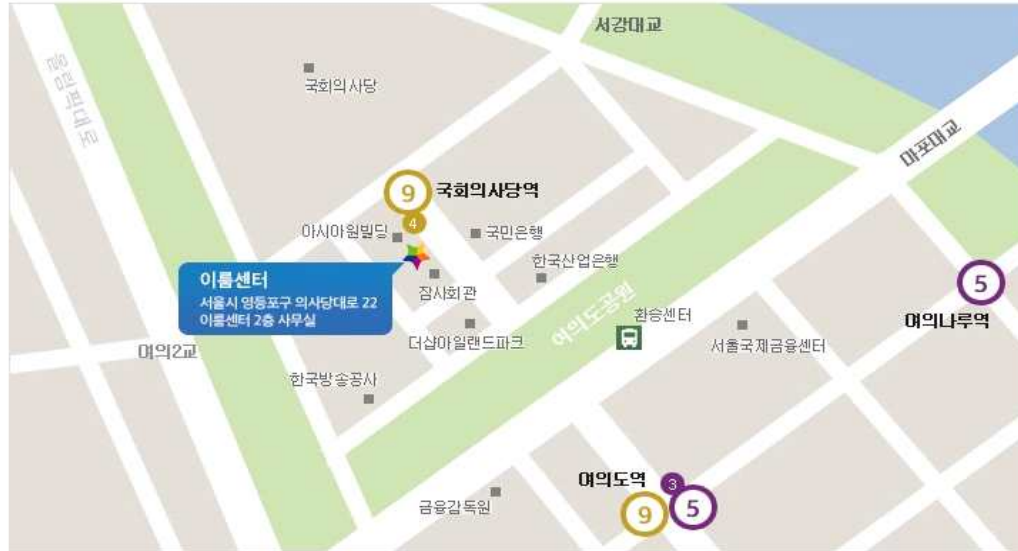 서강대교
올림픽대로
국회의사당
마포대교
9
국회의사당역
4
아시아원빌딩
국민은행
한국산업은행
이룸센터
서울시 영등포구 의사당대로 22
이룸센터 2층 사무실
잠사회관
5
여의나루역
여의도공원
환승센터
더샵아일랜드파크
서울국제금융센터
여의2교
한국방송공사
여의도역
3
금융감독원
9
5